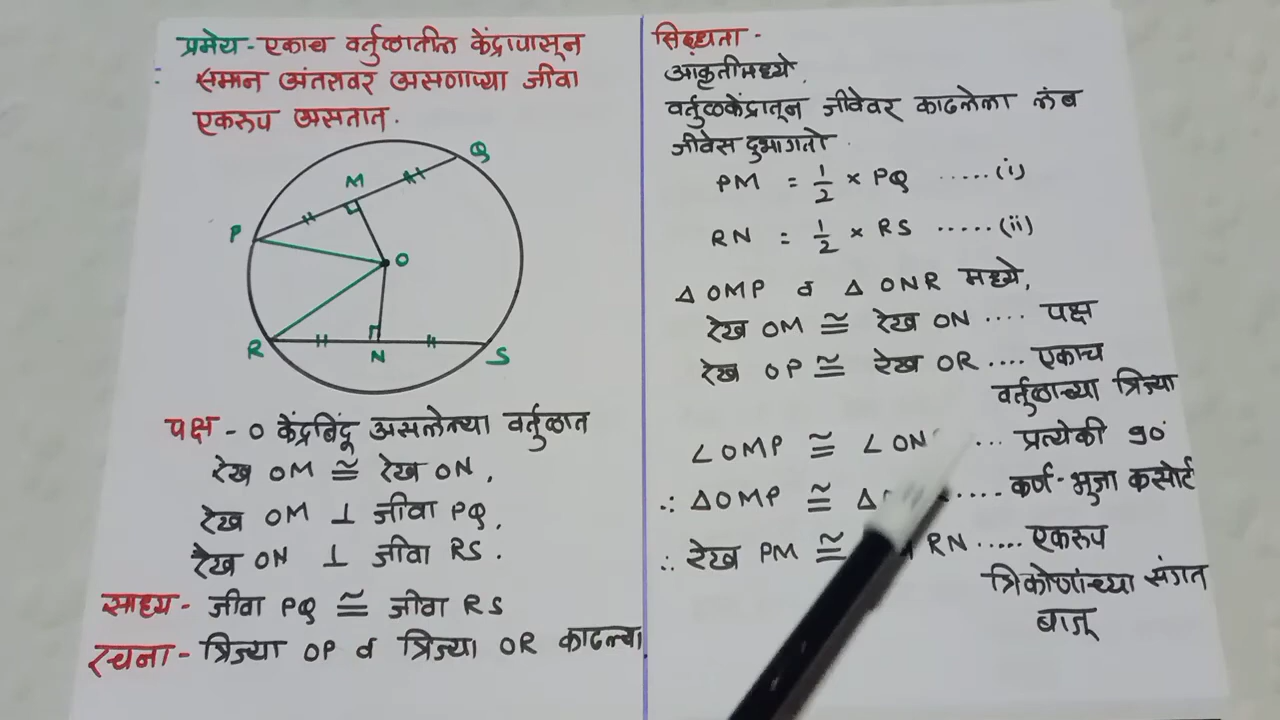 प्रमेय - एकाच वर्तुळातील केंद्रापासून
समान अंतरावर असणाऱ्या जीवा
एकरूप असतात.
Q
M
P
O
R
N
S
पक्ष - O केंद्रबिंदू असलेल्या वर्तुळात
रेख OM ≅ रेख ON,
रेख OM ⊥ जीवा PQ,
रेख ON ⊥ जीवा RS.
साध्य - जीवा PQ ≅ जीवा RS
रचना - त्रिज्या OP व त्रिज्या OR काढल्या
सिद्धता -
आकृतीमध्ये,
वर्तुळकेंद्रातून जीवेवर काढलेला लंब
जीवेस दुभागतो.
PM = 1/2 × PQ .....(i)
RN = 1/2 × RS .....(ii)
△ OMP व △ ONR मध्ये,
रेख OM ≅ रेख ON .... पक्ष
रेख OP ≅ रेख OR .... एकाच
वर्तुळाच्या त्रिज्या
∠OMP ≅ ∠ON ... प्रत्येकी 90°
∴ △OMP ≅ △ .... कर्ण-भुजा कसोटी
∴ रेख PM ≅ RN ..... एकरूप
त्रिकोणांच्या संगत
बाजू